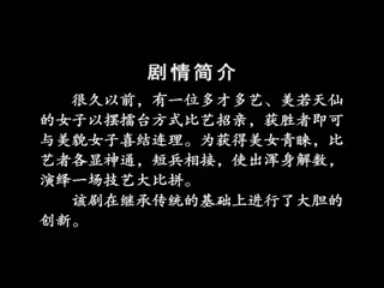 剧情简介
很久以前，有一位多才多艺、美若天仙
的女子以摆擂台方式比艺招亲，获胜者即可
与美貌女子喜结连理。为获得美女青睐，比
艺者各显神通，短兵相接，使出浑身解数，
演绎一场技艺大比拼。
该剧在继承传统的基础上进行了大胆的
创新。